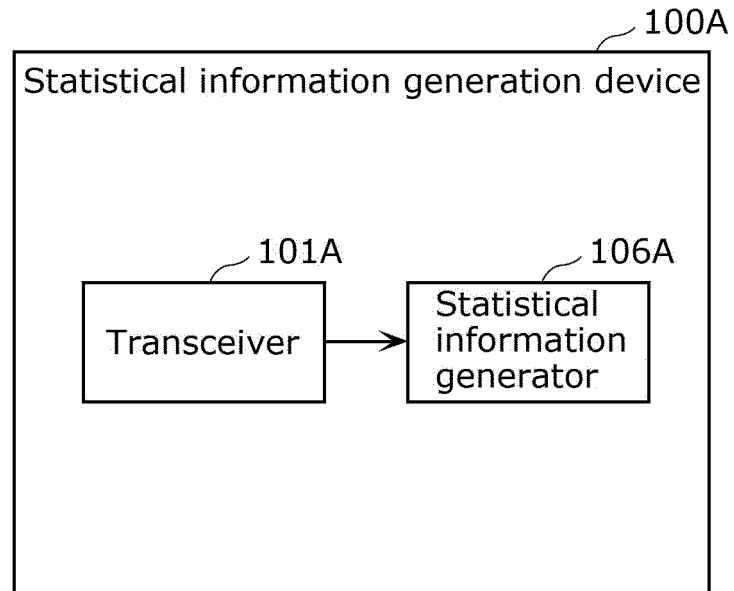 100A
Statistical information generation device
101A
106A
Transceiver
Statistical
information
generator